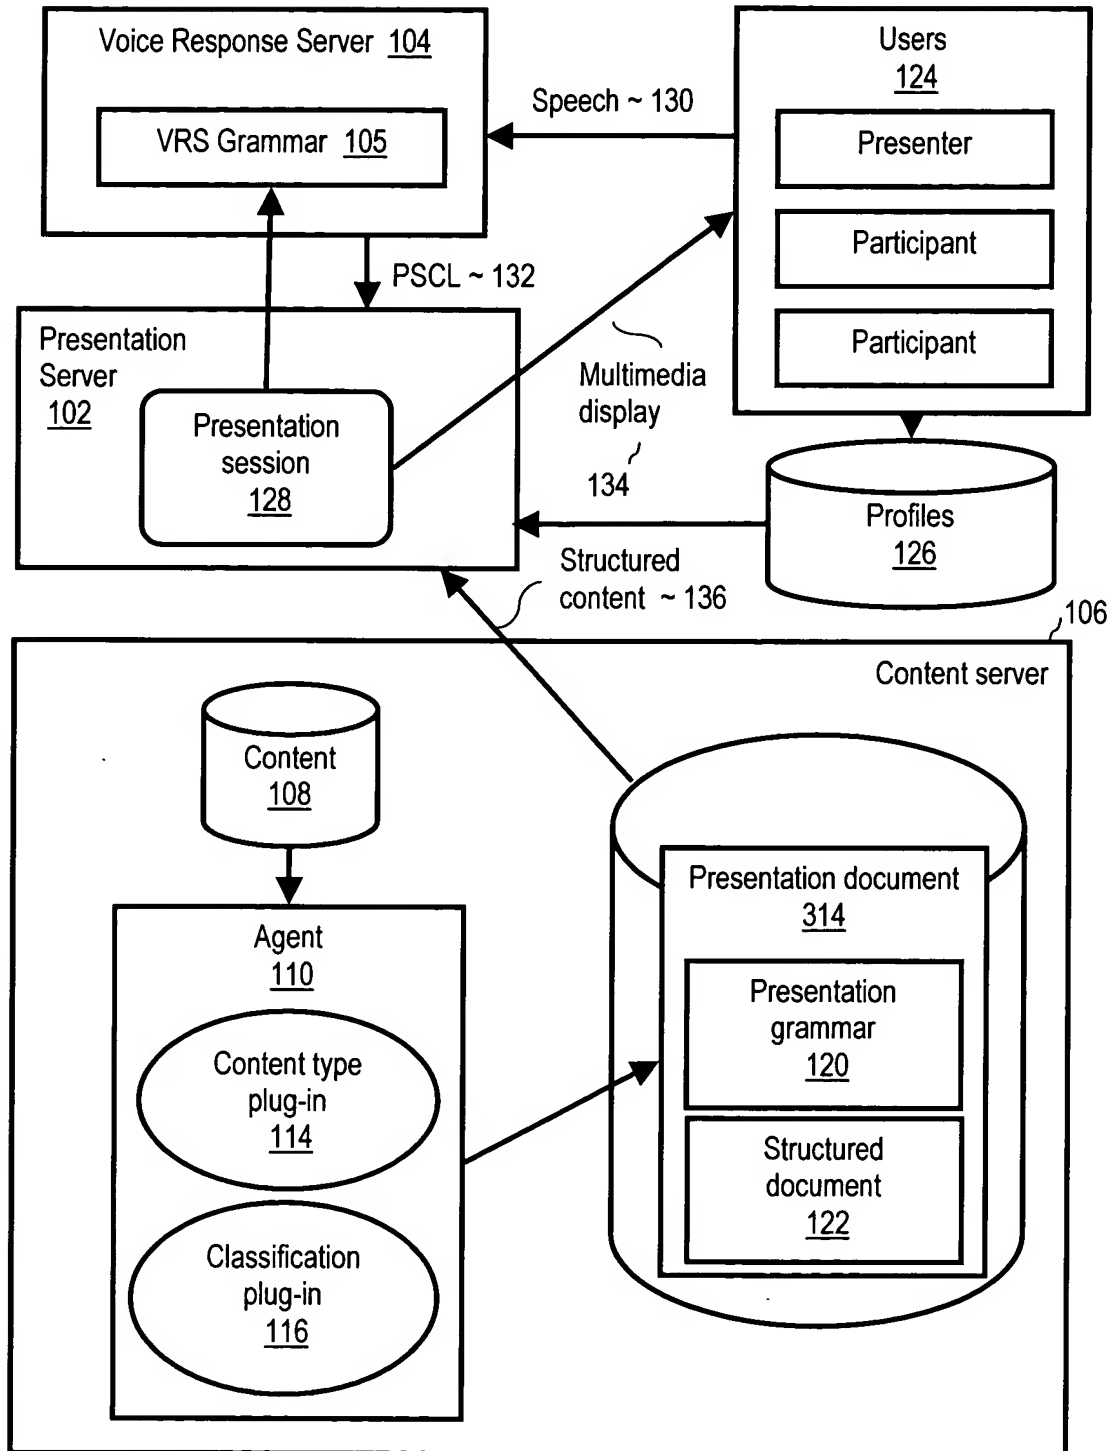 Voice Response Server 104
VRS Grammar 105
Speech ~ 130
Users
124
Presenter
Participant
Participant
PSCL ~ 132
Presentation
Server
102
Presentation
session
128
Multimedia
display
134
Profiles
126
Structured
content ~ 136
106
Content server
Content
108
Agent
110
Content type
plug-in
114
Classification
plug-in
116
Presentation document
314
Presentation
grammar
120
Structured
document
122